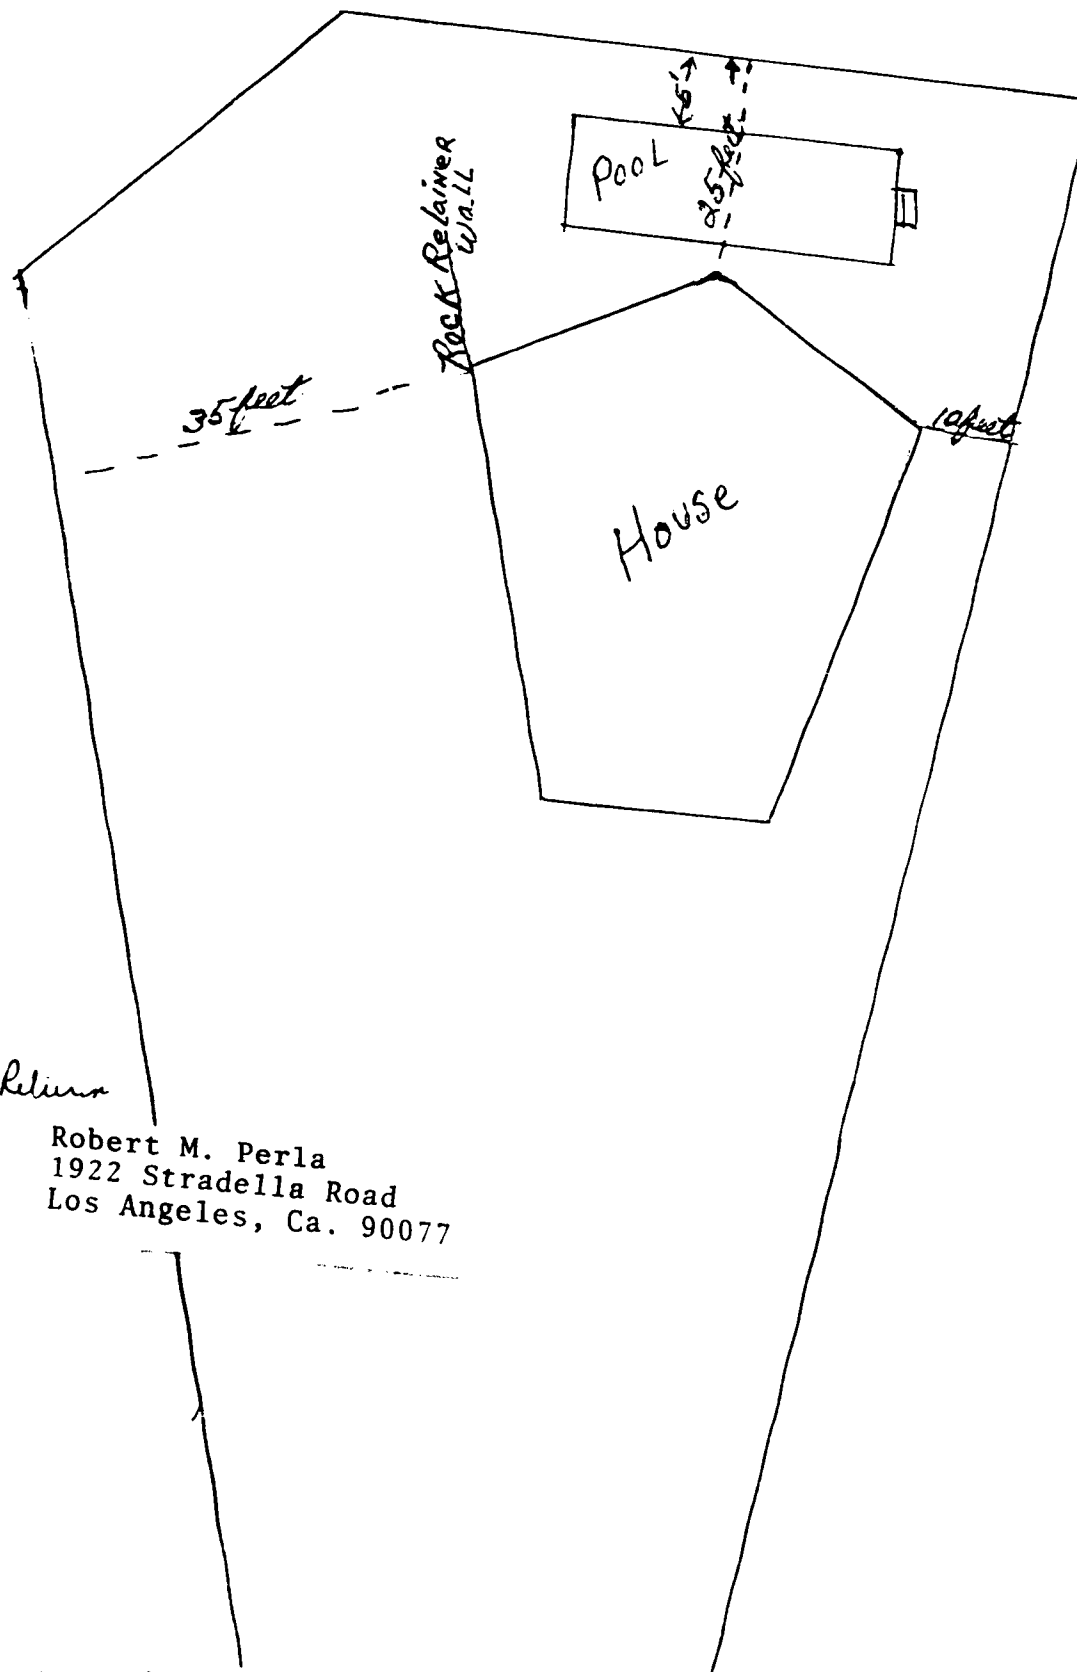 5'
Pool
25 feet
Rock Retainer
Wall
35 feet
10 feet
House
Robert M. Perla
1922 Stradella Road
Los Angeles, Ca. 90077